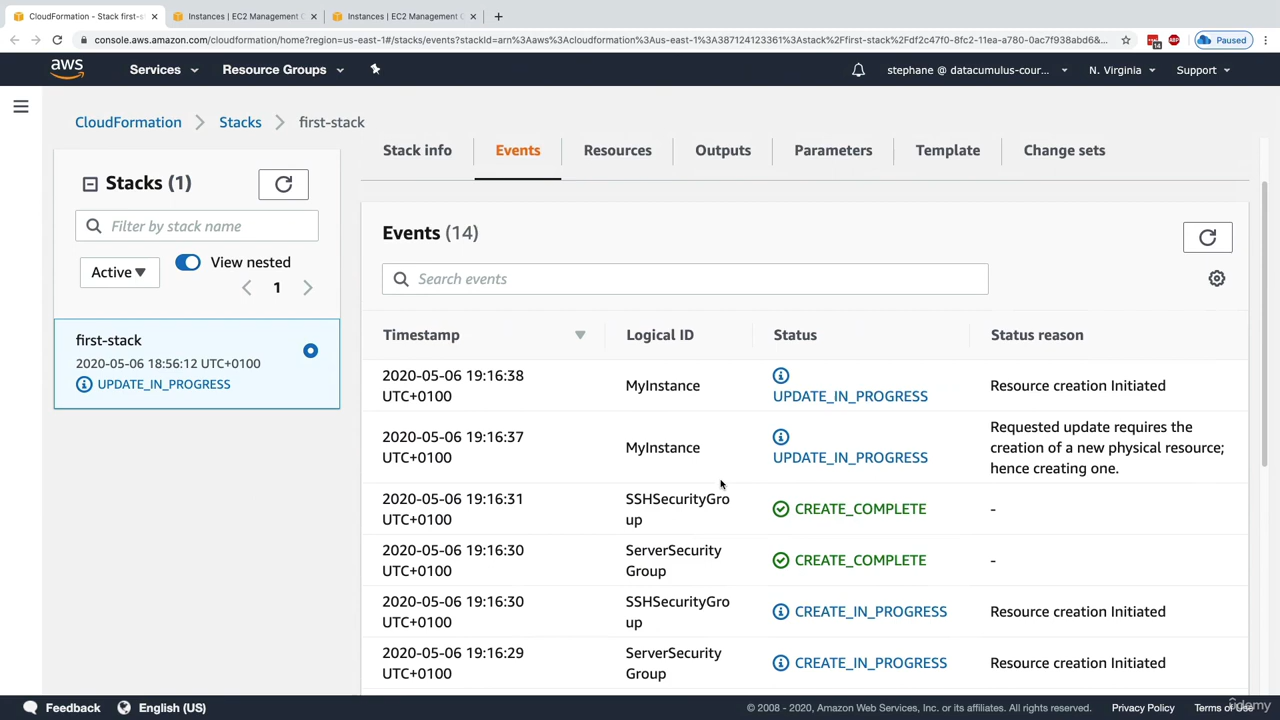 CloudFormation - Stack first-s
Instances | EC2 Management C
Instances | EC2 Management C
console.aws.amazon.com/cloudformation/home?region=us-east-1#/stacks/events?stackId=arn%3Aaws%3Acloudformation%3Aus-east-1%3A387124123361%3Astack%2Ffirst-stack%2Fdf2c47f0-8fc2-11ea-a780-0ac7f938abd6&...
14
ABP
Paused
aws
Services
Resource Groups
stephane @ datacumulus-cour...
N. Virginia
Support
CloudFormation
Stacks
first-stack
Stacks (1)
Filter by stack name
Active
View nested
1
first-stack
2020-05-06 18:56:12 UTC+0100
UPDATE_IN_PROGRESS
Stack info
Events
Resources
Outputs
Parameters
Template
Change sets
Events (14)
Search events
Timestamp
Logical ID
Status
Status reason
2020-05-06 19:16:38
UTC+0100
MyInstance
UPDATE_IN_PROGRESS
Resource creation Initiated
2020-05-06 19:16:37
UTC+0100
MyInstance
UPDATE_IN_PROGRESS
Requested update requires the
creation of a new physical resource;
hence creating one.
2020-05-06 19:16:31
UTC+0100
SSHSecurityGro
up
CREATE_COMPLETE
-
2020-05-06 19:16:30
UTC+0100
ServerSecurity
Group
CREATE_COMPLETE
-
2020-05-06 19:16:30
UTC+0100
SSHSecurityGro
up
CREATE_IN_PROGRESS
Resource creation Initiated
2020-05-06 19:16:29
UTC+0100
ServerSecurity
Group
CREATE_IN_PROGRESS
Resource creation Initiated
Feedback
English (US)
© 2008 - 2020, Amazon Web Services, Inc. or its affiliates. All rights reserved.
Privacy Policy
Terms of Use
ûdemy